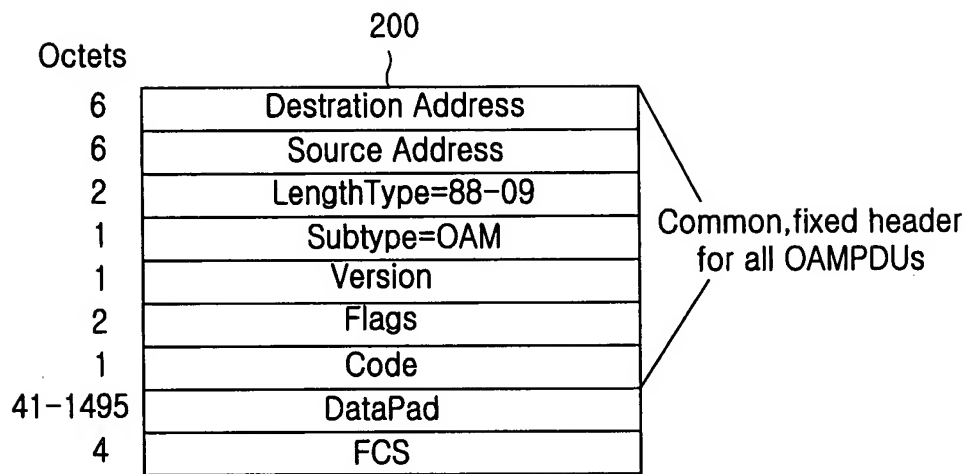 200
Octets
6 Destration Address
6 Source Address
2 LengthType=88-09
1 Subtype=OAM
1 Version
2 Flags
1 Code
41-1495 DataPad
4 FCS
Common,fixed header
for all OAMPDUs